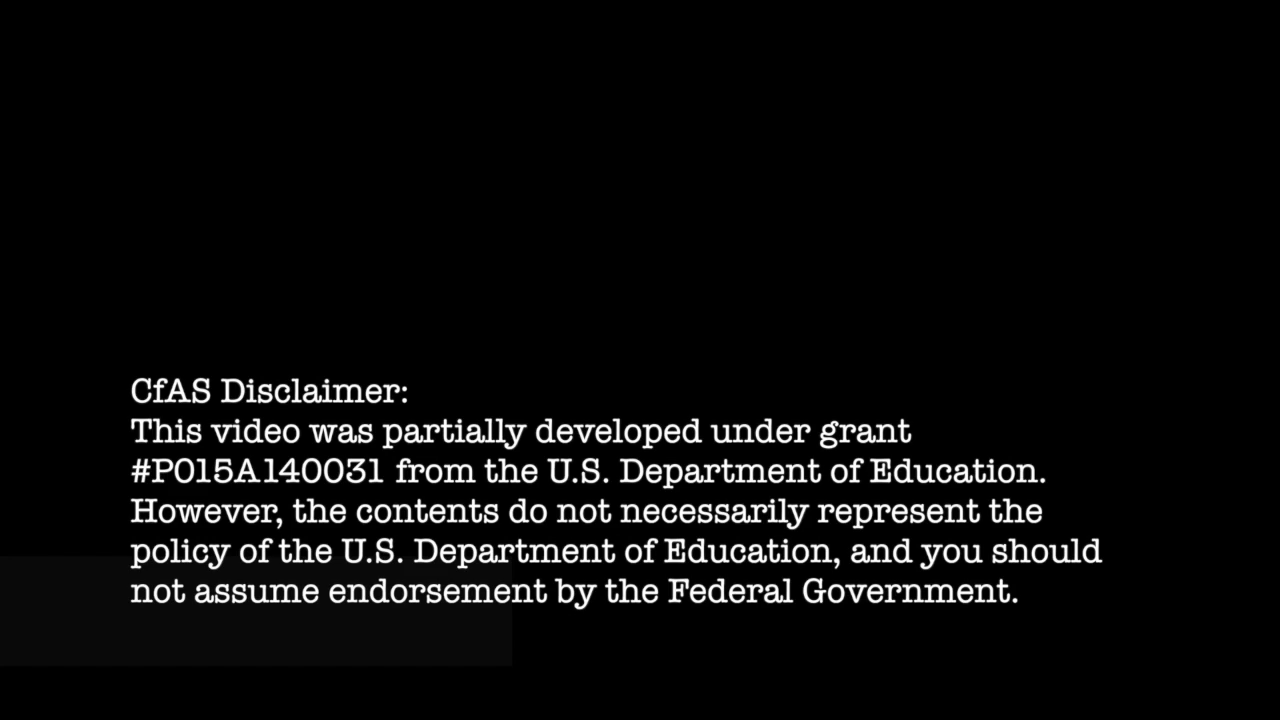 CfAS Disclaimer:
This video was partially developed under grant
#P015A140031 from the U.S. Department of Education.
However, the contents do not necessarily represent the
policy of the U.S. Department of Education, and you should
not assume endorsement by the Federal Government.